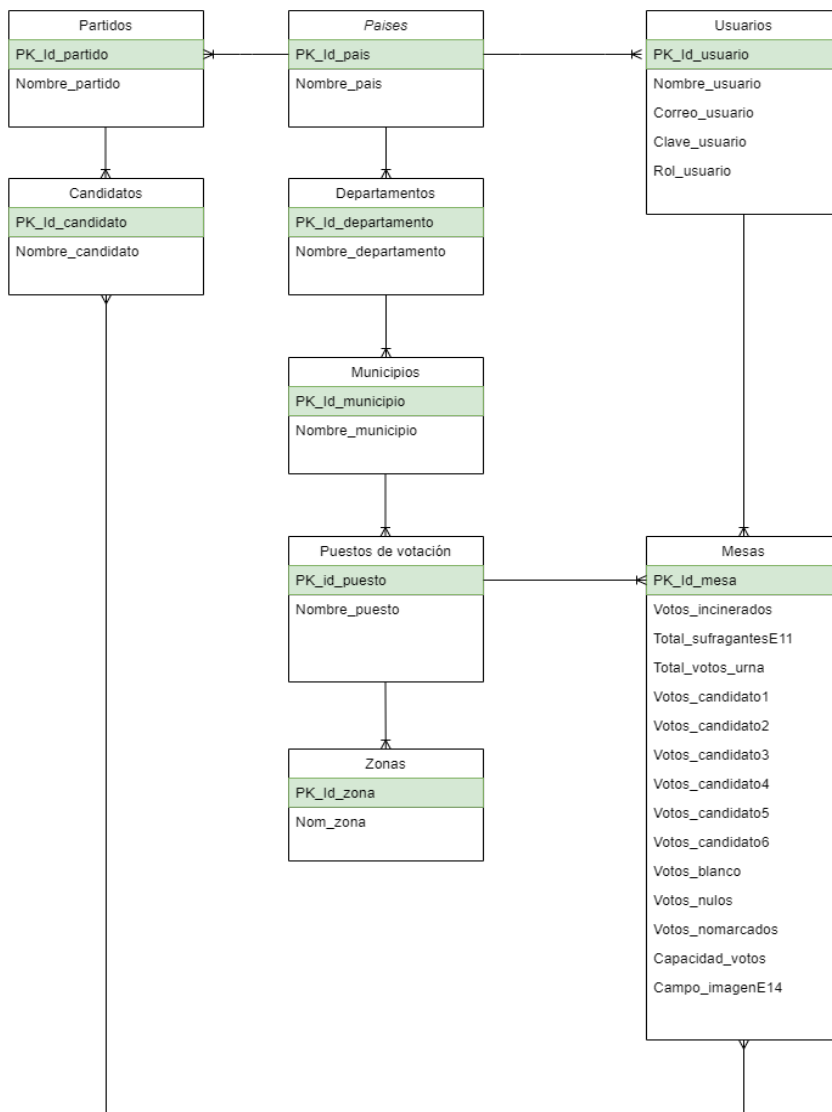 Partidos
PK_Id_partido
Nombre_partido
Paises
PK_Id_pais
Nombre_pais
Usuarios
PK_Id_usuario
Nombre_usuario
Correo_usuario
Clave_usuario
Rol_usuario
Candidatos
PK_Id_candidato
Nombre_candidato
Departamentos
PK_Id_departamento
Nombre_departamento
Municipios
PK_Id_municipio
Nombre_municipio
Puestos de votación
PK_id_puesto
Nombre_puesto
Mesas
PK_Id_mesa
Votos_incinerados
Total_sufragantesE11
Total_votos_urna
Votos_candidato1
Votos_candidato2
Votos_candidato3
Votos_candidato4
Votos_candidato5
Votos_candidato6
Votos_blanco
Votos_nulos
Votos_nomarcados
Capacidad_votos
Campo_imagenE14
Zonas
PK_Id_zona
Nom_zona